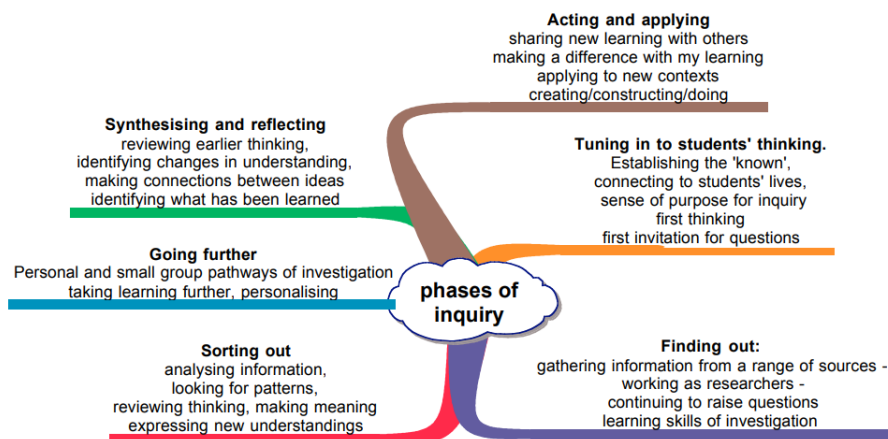 Acting and applying
sharing new learning with others
making a difference with my learning
applying to new contexts
creating/constructing/doing
Synthesising and reflecting
reviewing earlier thinking,
identifying changes in understanding,
making connections between ideas
identifying what has been learned
Tuning in to students' thinking.
Establishing the 'known',
connecting to students' lives,
sense of purpose for inquiry
first thinking
first invitation for questions
Going further
Personal and small group pathways of investigation
taking learning further, personalising
phases of
inquiry
Sorting out
analysing information,
looking for patterns,
reviewing thinking, making meaning
expressing new understandings
Finding out:
gathering information from a range of sources -
working as researchers -
continuing to raise questions
learning skills of investigation